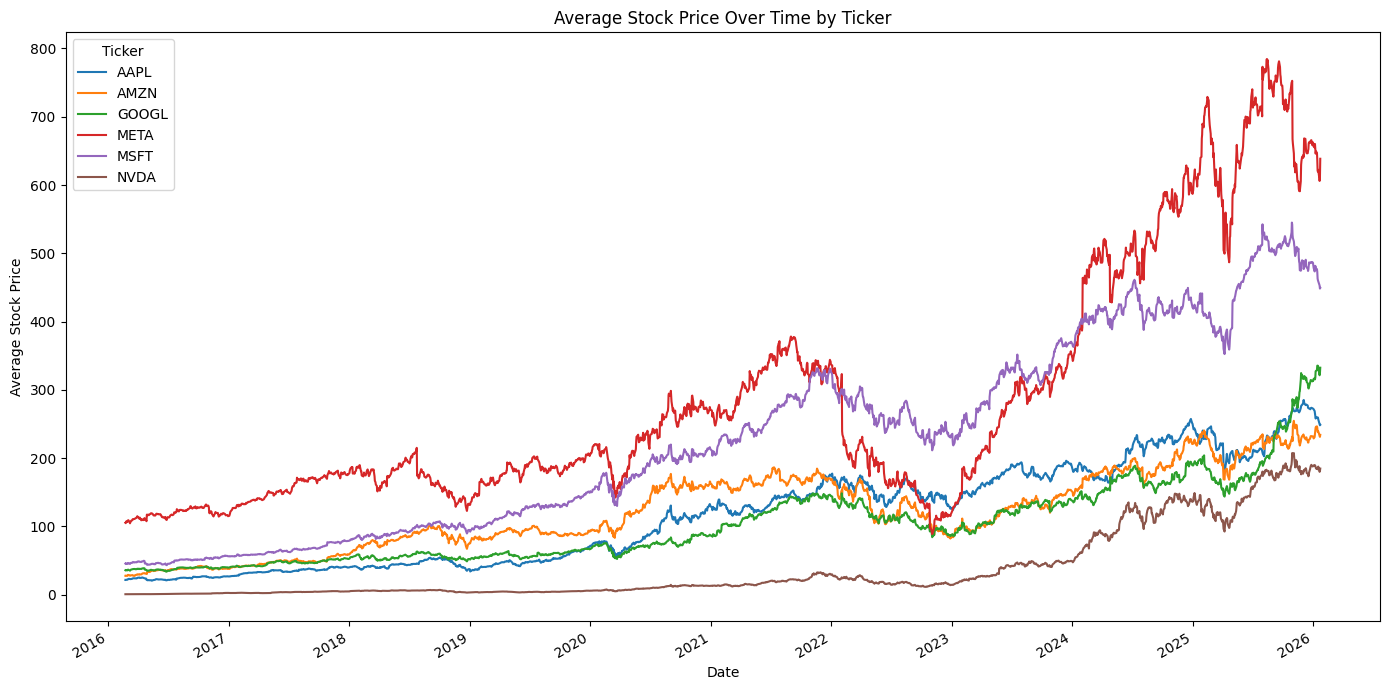 Average Stock Price Over Time by Ticker
Ticker
AAPL
AMZN
GOOGL
META
MSFT
NVDA
Average Stock Price
800
700
600
500
400
300
200
100
0
2016
2017
2018
2019
2020
2021
2022
2023
2024
2025
2026
Date